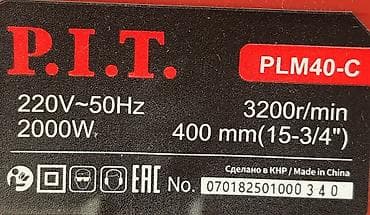 P.I.T. PLM40-C
220V~50Hz 3200r/min
2000W. 400 mm(15-3/4")
Сделано в КНР / Made in China
EAC No. 070182501000 340